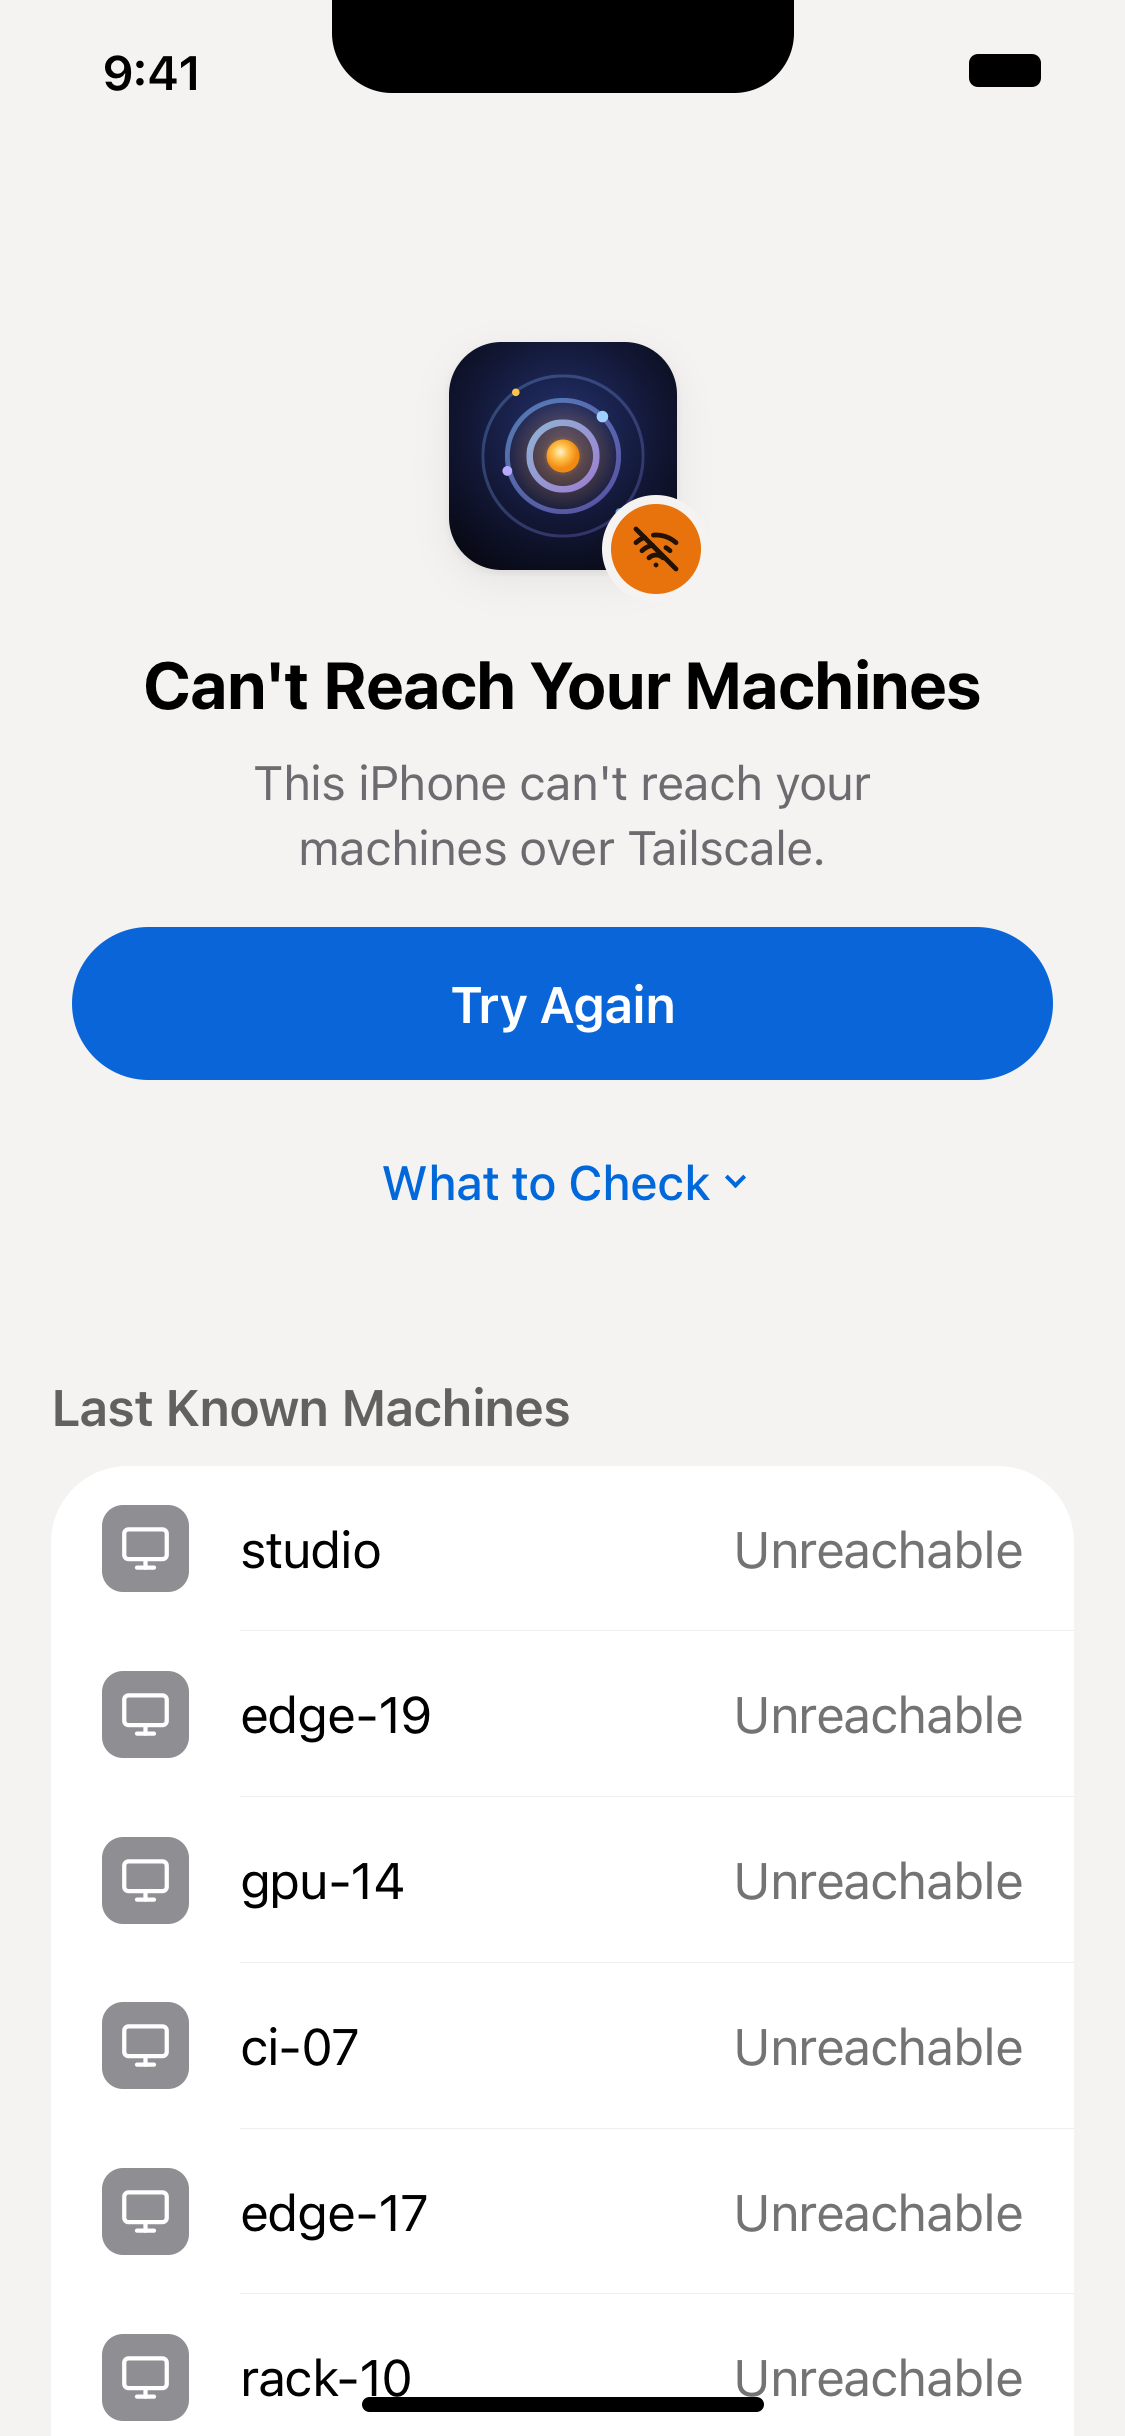 9:41
Can't Reach Your Machines
This iPhone can't reach your
machines over Tailscale.
Try Again
What to Check
Last Known Machines
studio Unreachable
edge-19 Unreachable
gpu-14 Unreachable
ci-07 Unreachable
edge-17 Unreachable
rack-10 Unreachable